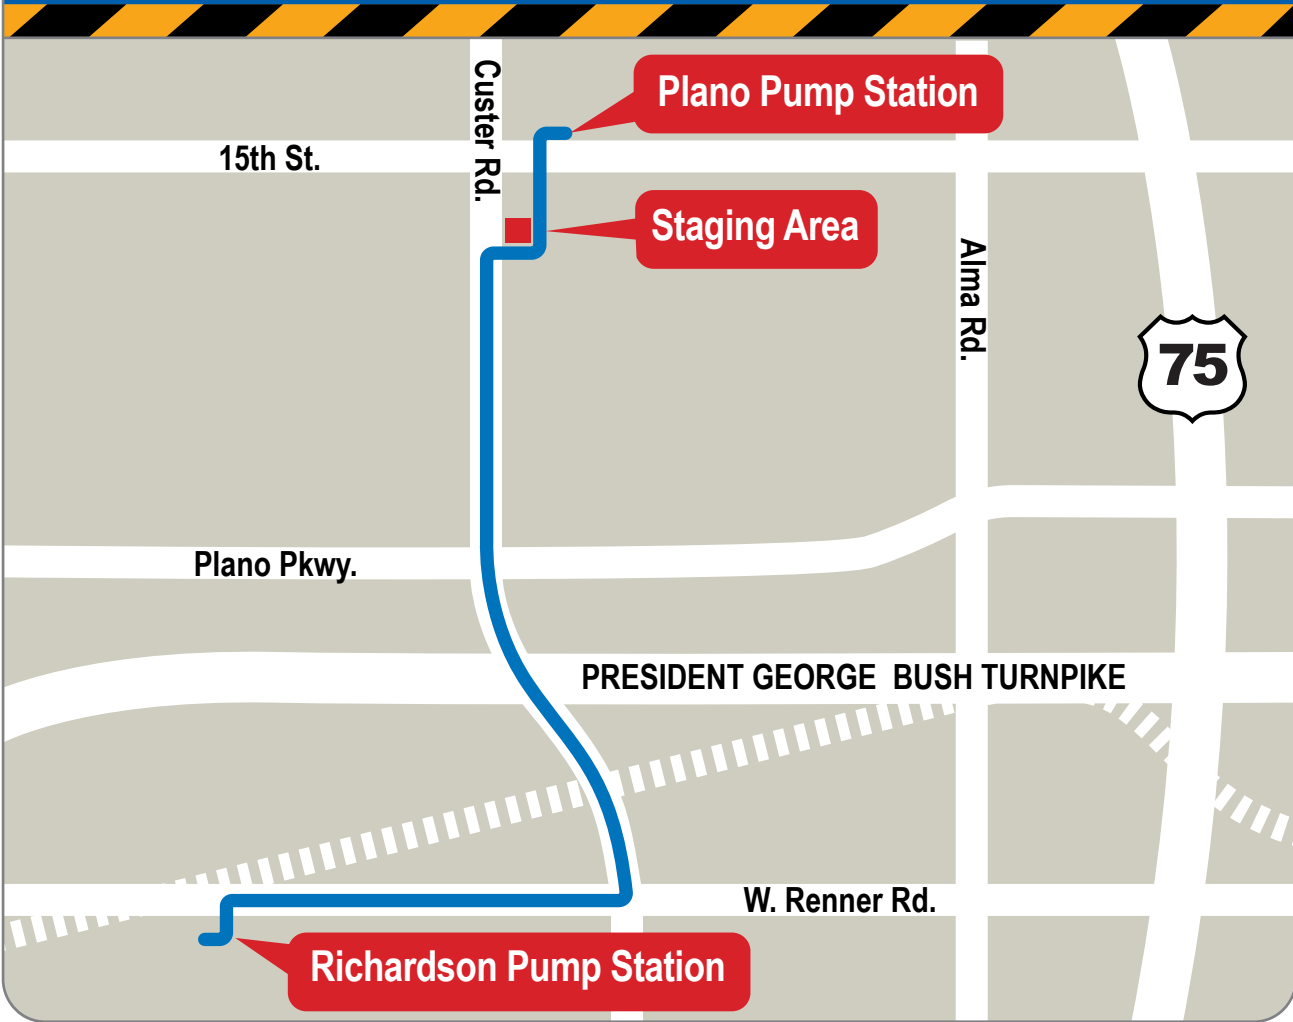 Custer Rd.
Plano Pump Station
15th St.
Staging Area
Alma Rd.
75
Plano Pkwy.
PRESIDENT GEORGE BUSH TURNPIKE
W. Renner Rd.
Richardson Pump Station